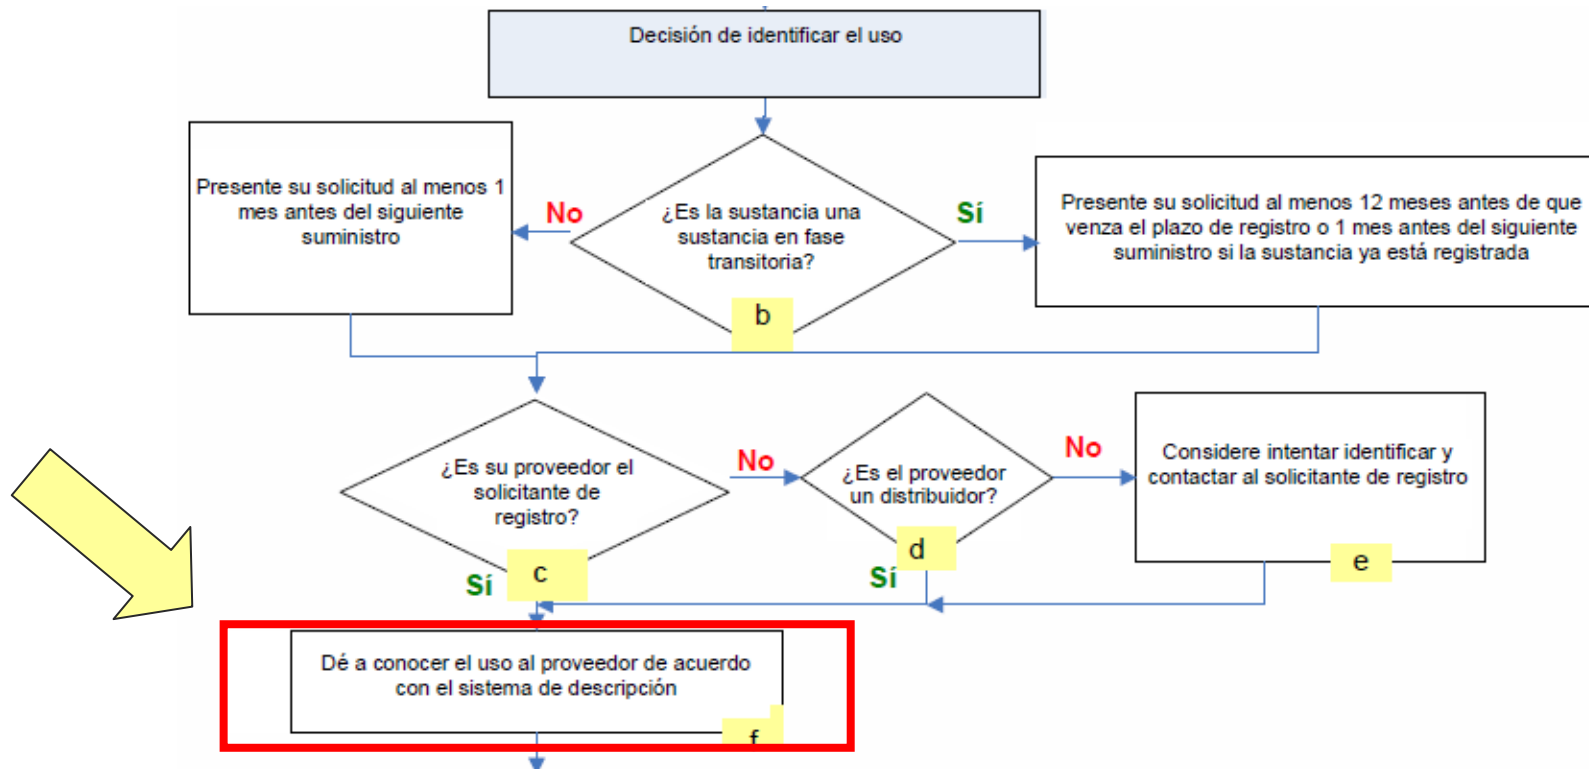 Decisión de identificar el uso
Presente su solicitud al menos 1
mes antes del siguiente
suministro
No
¿Es la sustancia una
sustancia en fase
transitoria?
Sí
Presente su solicitud al menos 12 meses antes de que
venza el plazo de registro o 1 mes antes del siguiente
suministro si la sustancia ya está registrada
b
¿Es su proveedor el
solicitante de
registro?
No
¿Es el proveedor
un distribuidor?
No
Considere intentar identificar y
contactar al solicitante de registro
c
d
e
Sí
Sí
Dé a conocer el uso al proveedor de acuerdo
con el sistema de descripción
f